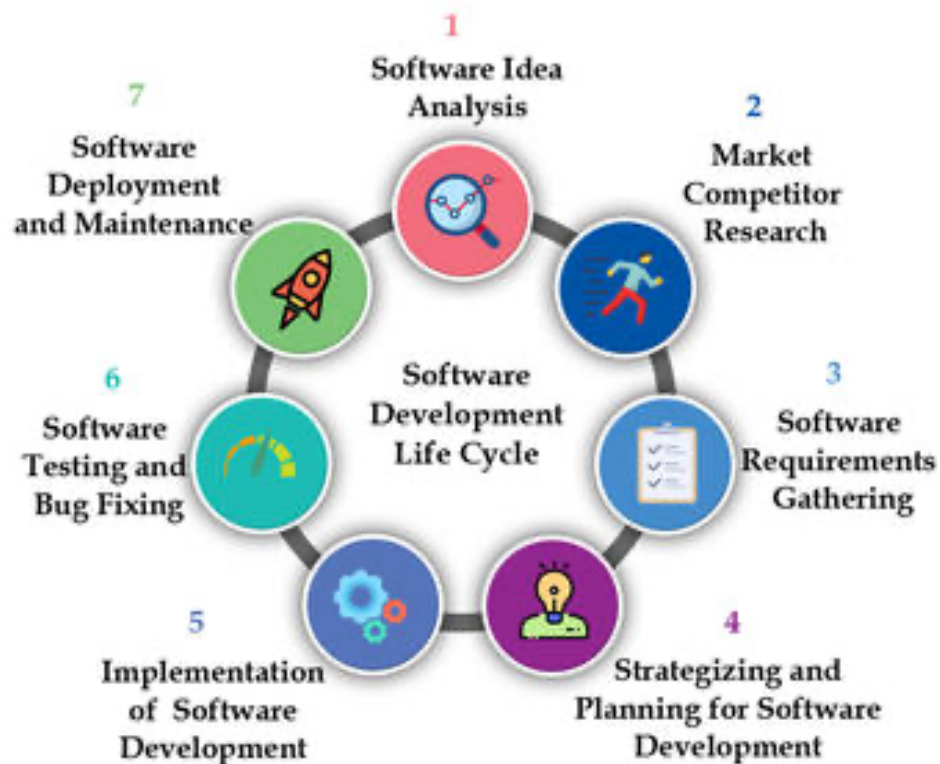 1
Software Idea
Analysis
2
Market
Competitor
Research
3
Software
Requirements
Gathering
4
Strategizing and
Planning for Software
Development
5
Implementation
of Software
Development
6
Software
Testing and
Bug Fixing
7
Software
Deployment
and Maintenance
Software
Development
Life Cycle